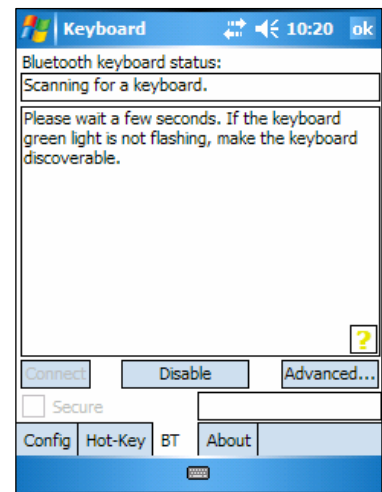 Keyboard 10:20 ok
Bluetooth keyboard status:
Scanning for a keyboard.
Please wait a few seconds. If the keyboard
green light is not flashing, make the keyboard
discoverable.
?
Connect Disable Advanced...
Secure
Config Hot-Key BT About